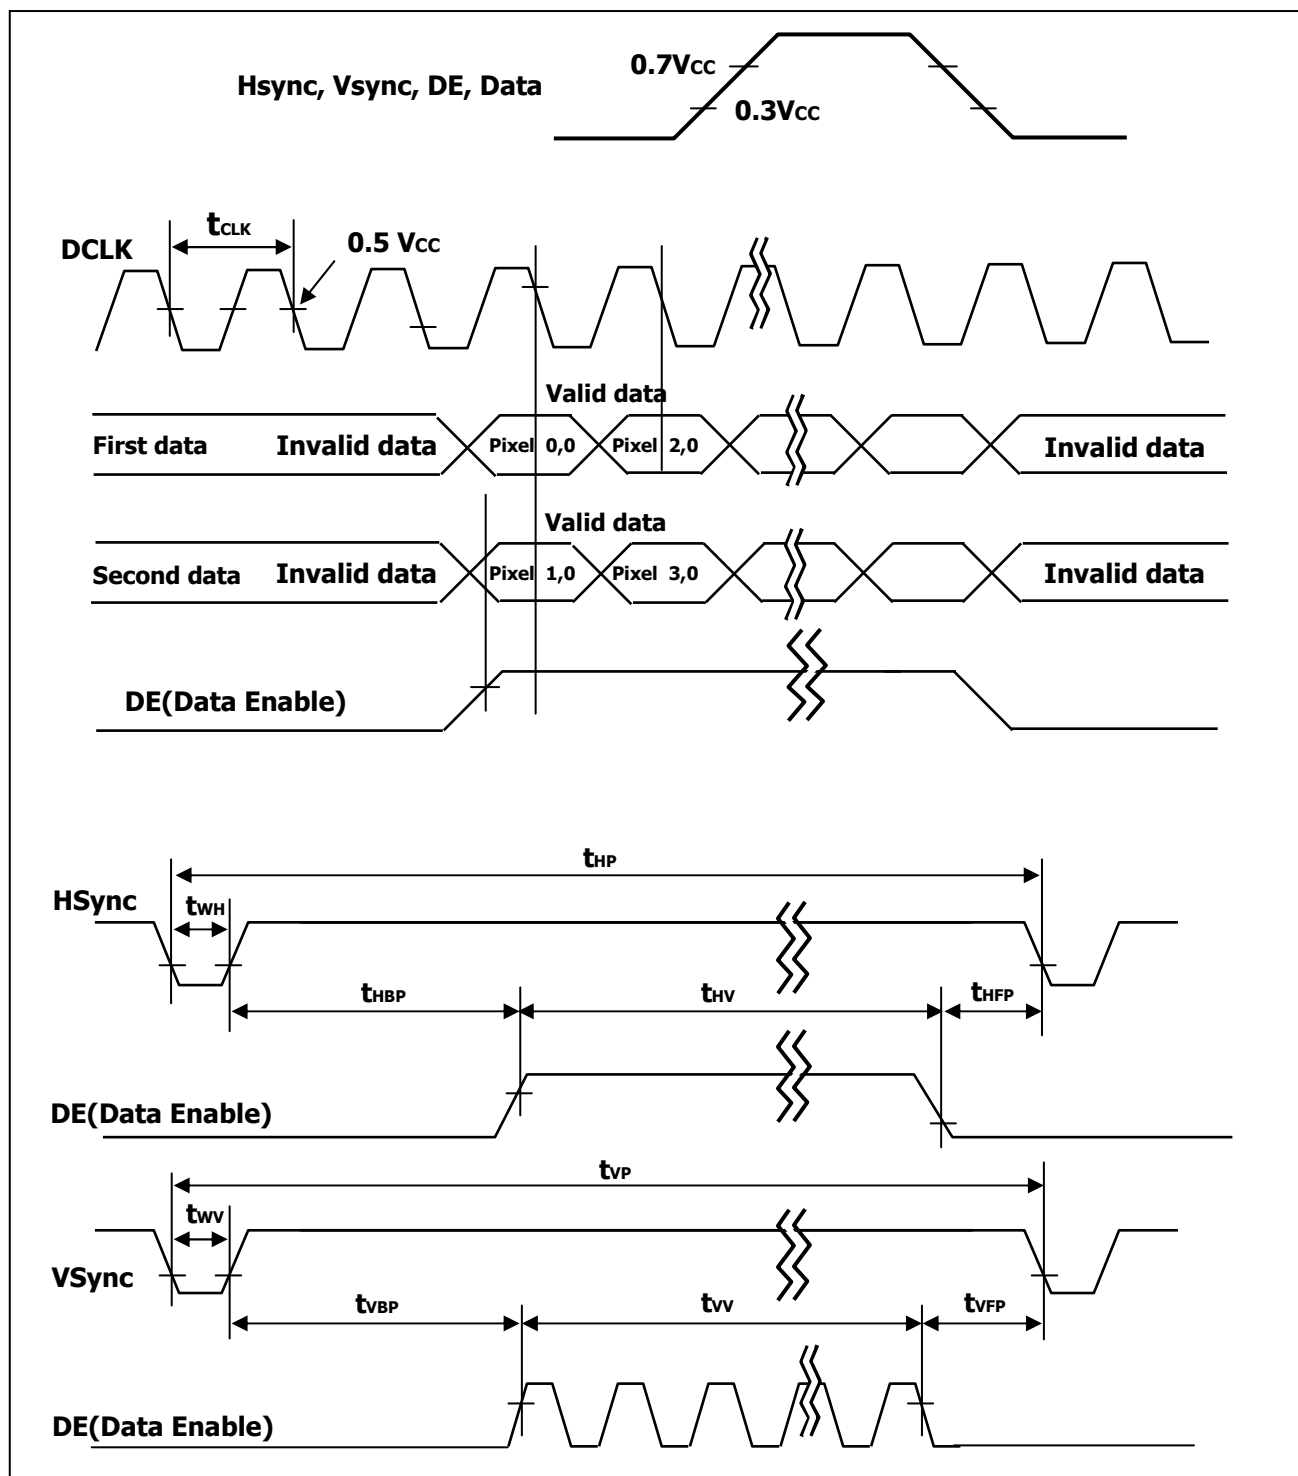 0.7VCC
Hsync, Vsync, DE, Data
0.3VCC
tCLK
DCLK
0.5 VCC
Valid data
First data
Invalid data
Pixel 0,0
Pixel 2,0
Invalid data
Valid data
Second data
Invalid data
Pixel 1,0
Pixel 3,0
Invalid data
DE(Data Enable)
tHP
HSync
tWH
tHBP
tHV
tHFP
DE(Data Enable)
tVP
tWV
VSync
tVBP
tVV
tVFP
DE(Data Enable)